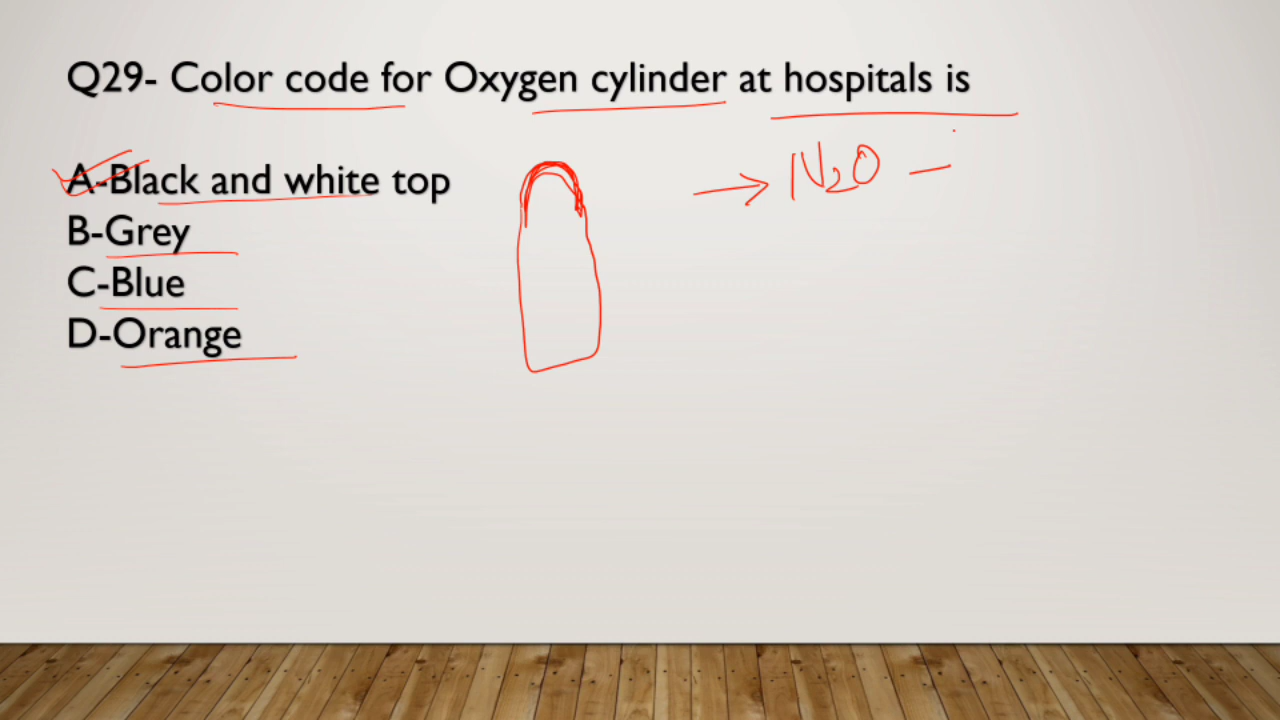 Q29- Color code for Oxygen cylinder at hospitals is
A-Black and white top
B-Grey
C-Blue
D-Orange
→ N₂O –